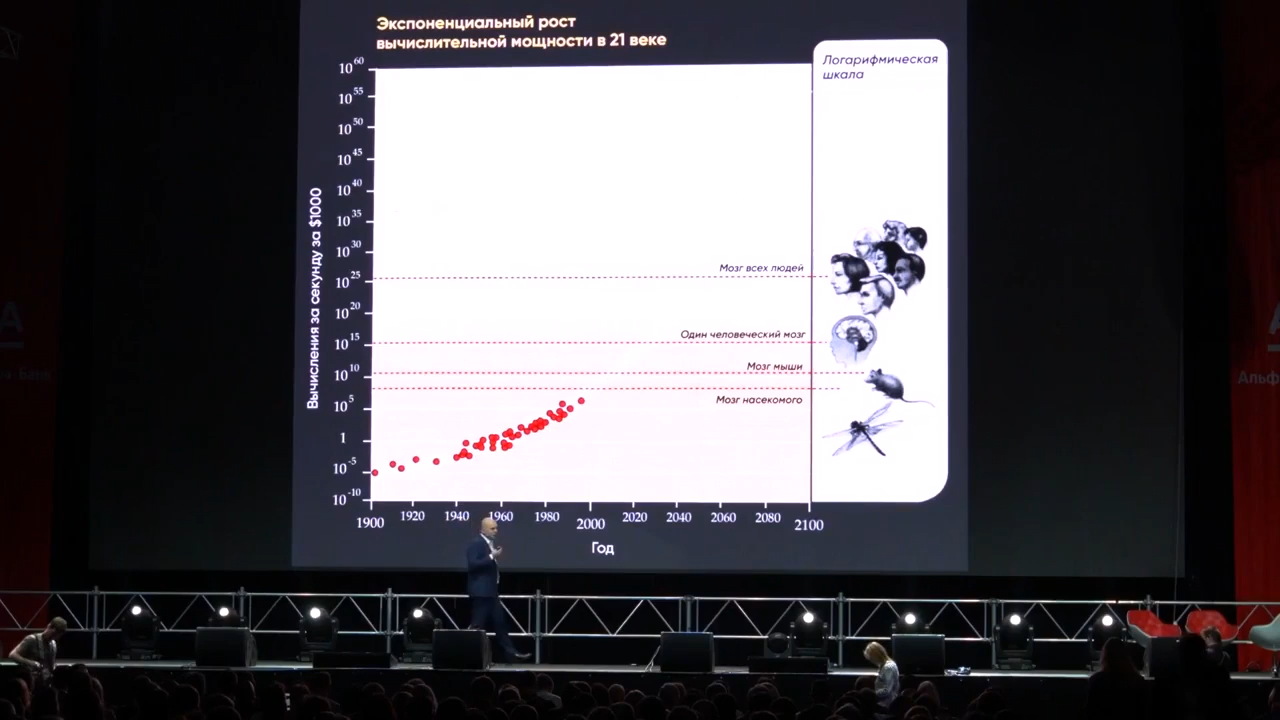 Экспоненциальный рост
вычислительной мощности в 21 веке
Логарифмическая
шкала
Вычисления за секунду за $1000
10 60
10 55
10 50
10 45
10 40
10 35
10 30
10 25
10 20
10 15
10 10
10 5
1
10 -5
10 -10
Мозг всех людей
Один человеческий мозг
Мозг мыши
Мозг насекомого
1900
1920
1940
1960
1980
2000
2020
2040
2060
2080
2100
Год
А
Банк
Альф